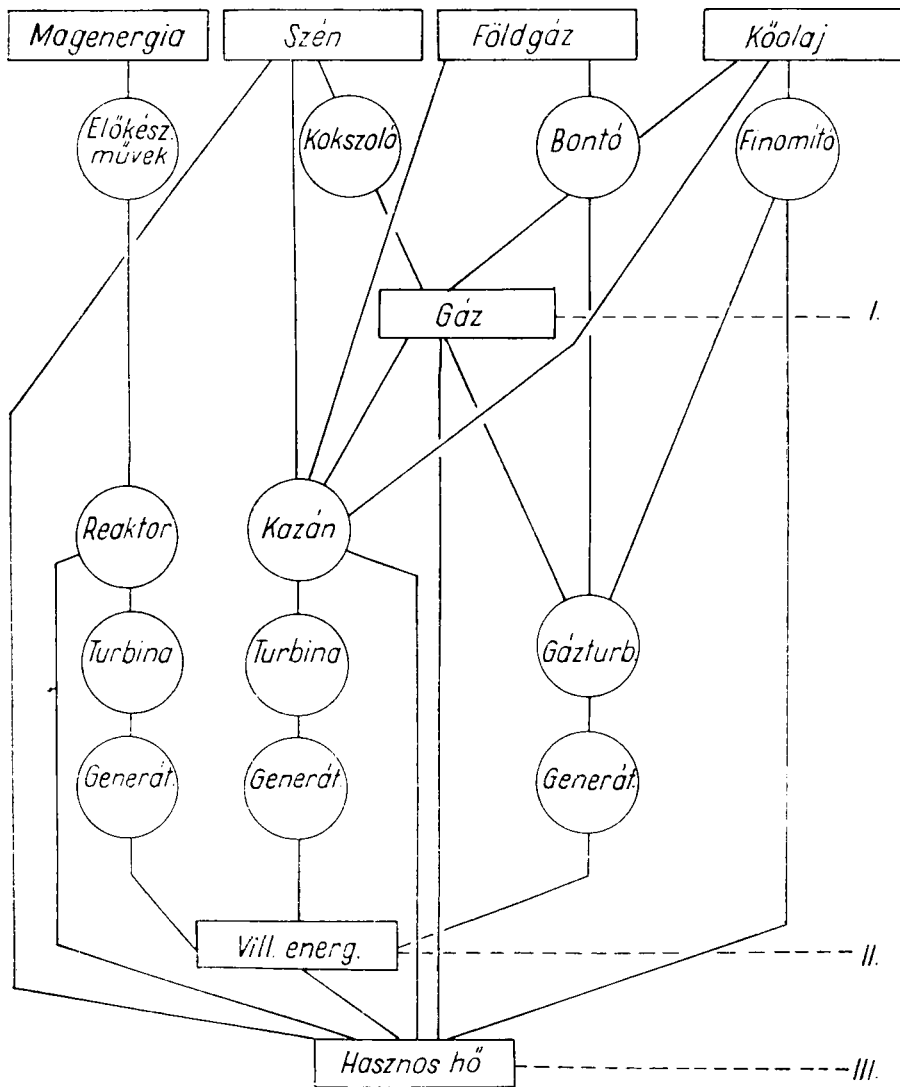 Magenergia
Szén
Földgáz
Kőolaj
Előkész.
művek
Kokszoló
Bontó
Finomító
Gáz
I.
Reaktor
Kazán
Turbina
Turbina
Gázturb.
Generát.
Generát.
Generát.
Vill. energ.
II.
Hasznos hő
III.